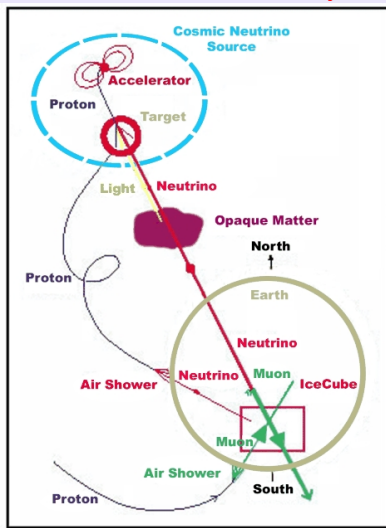 Cosmic Neutrino
Source
Accelerator
Proton
Target
Light
Neutrino
Opaque Matter
North
Proton
Earth
Neutrino
Muon
Neutrino
IceCube
Air Shower
Muon
Air Shower
South
Proton